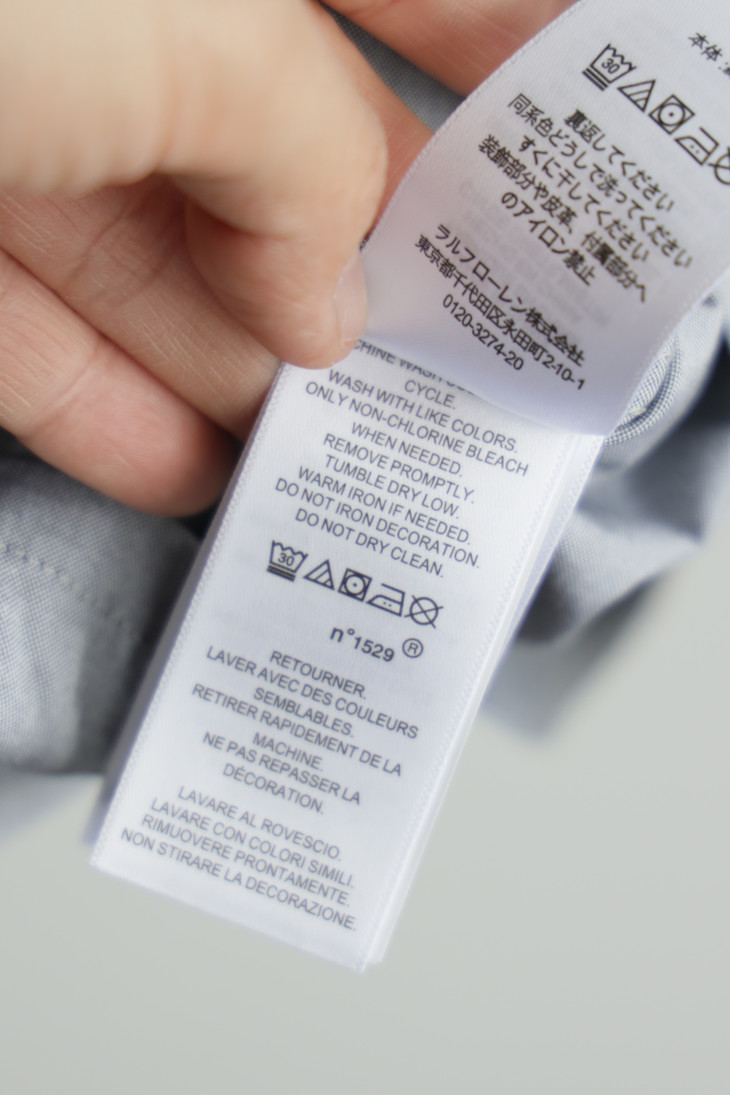 本体:
30
裏返してください
同系色どうしで洗ってください
すぐに干してください
装飾部分や皮革、付属部分へ
のアイロン禁止
ラルフ ローレン株式会社
東京都千代田区永田町2-10-1
0120-3274-20
WASH
CYCLE.
WASH WITH LIKE COLORS.
ONLY NON-CHLORINE BLEACH
WHEN NEEDED.
REMOVE PROMPTLY.
TUMBLE DRY LOW.
WARM IRON IF NEEDED.
DO NOT IRON DECORATION.
DO NOT DRY CLEAN.
30
n°1529 ®
RETOURNER.
LAVER AVEC DES COULEURS
SEMBLABLES.
RETIRER RAPIDEMENT DE LA
MACHINE.
NE PAS REPASSER LA
DÉCORATION.
LAVARE AL ROVESCIO.
LAVARE CON COLORI SIMILI.
RIMUOVERE PRONTAMENTE.
NON STIRARE LA DECORAZIONE.